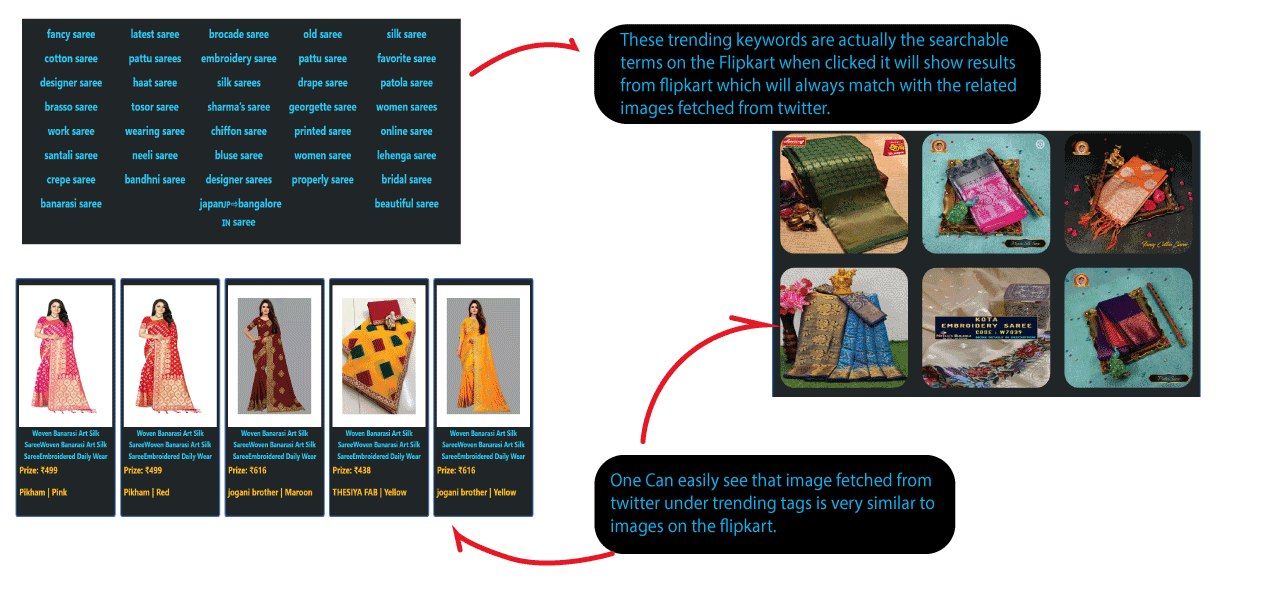 fancy saree latest saree brocade saree old saree silk saree
cotton saree pattu sarees embroidery saree pattu saree favorite saree
designer saree haat saree silk sarees drape saree patola saree
brasso saree tosor saree sharma's saree georgette saree women sarees
work saree wearing saree chiffon saree printed saree online saree
santali saree neeli saree bluse saree women saree lehenga saree
crepe saree bandhni saree designer sarees properly saree bridal saree
banarasi saree japanJP⇨bangalore beautiful saree
IN saree
These trending keywords are actually the searchable
terms on the Flipkart when clicked it will show results
from flipkart which will always match with the related
images fetched from twitter.
Fancy Cotton Saree
KOTA
EMBROIDERY SAREE
CODE : W7039
Woven Banarasi Art Silk
SareeWoven Banarasi Art Silk
SareeEmbroidered Daily Wear
Prize: ₹499
Pikham | Pink
Woven Banarasi Art Silk
SareeWoven Banarasi Art Silk
SareeEmbroidered Daily Wear
Prize: ₹499
Pikham | Red
Woven Banarasi Art Silk
SareeWoven Banarasi Art Silk
SareeEmbroidered Daily Wear
Prize: ₹616
jogani brother | Maroon
Woven Banarasi Art Silk
SareeWoven Banarasi Art Silk
SareeEmbroidered Daily Wear
Prize: ₹438
THESIYA FAB | Yellow
Woven Banarasi Art Silk
SareeWoven Banarasi Art Silk
SareeEmbroidered Daily Wear
Prize: ₹616
jogani brother | Yellow
One Can easily see that image fetched from
twitter under trending tags is very similar to
images on the flipkart.